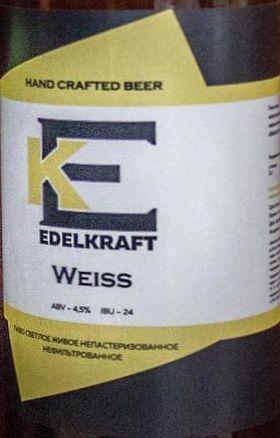 HAND CRAFTED BEER
KE
EDELKRAFT
WEISS
ABV – 4,5% IBU – 24
ПИВО СВЕТЛОЕ ЖИВОЕ НЕПАСТЕРИЗОВАННОЕ
НЕФИЛЬТРОВАННОЕ